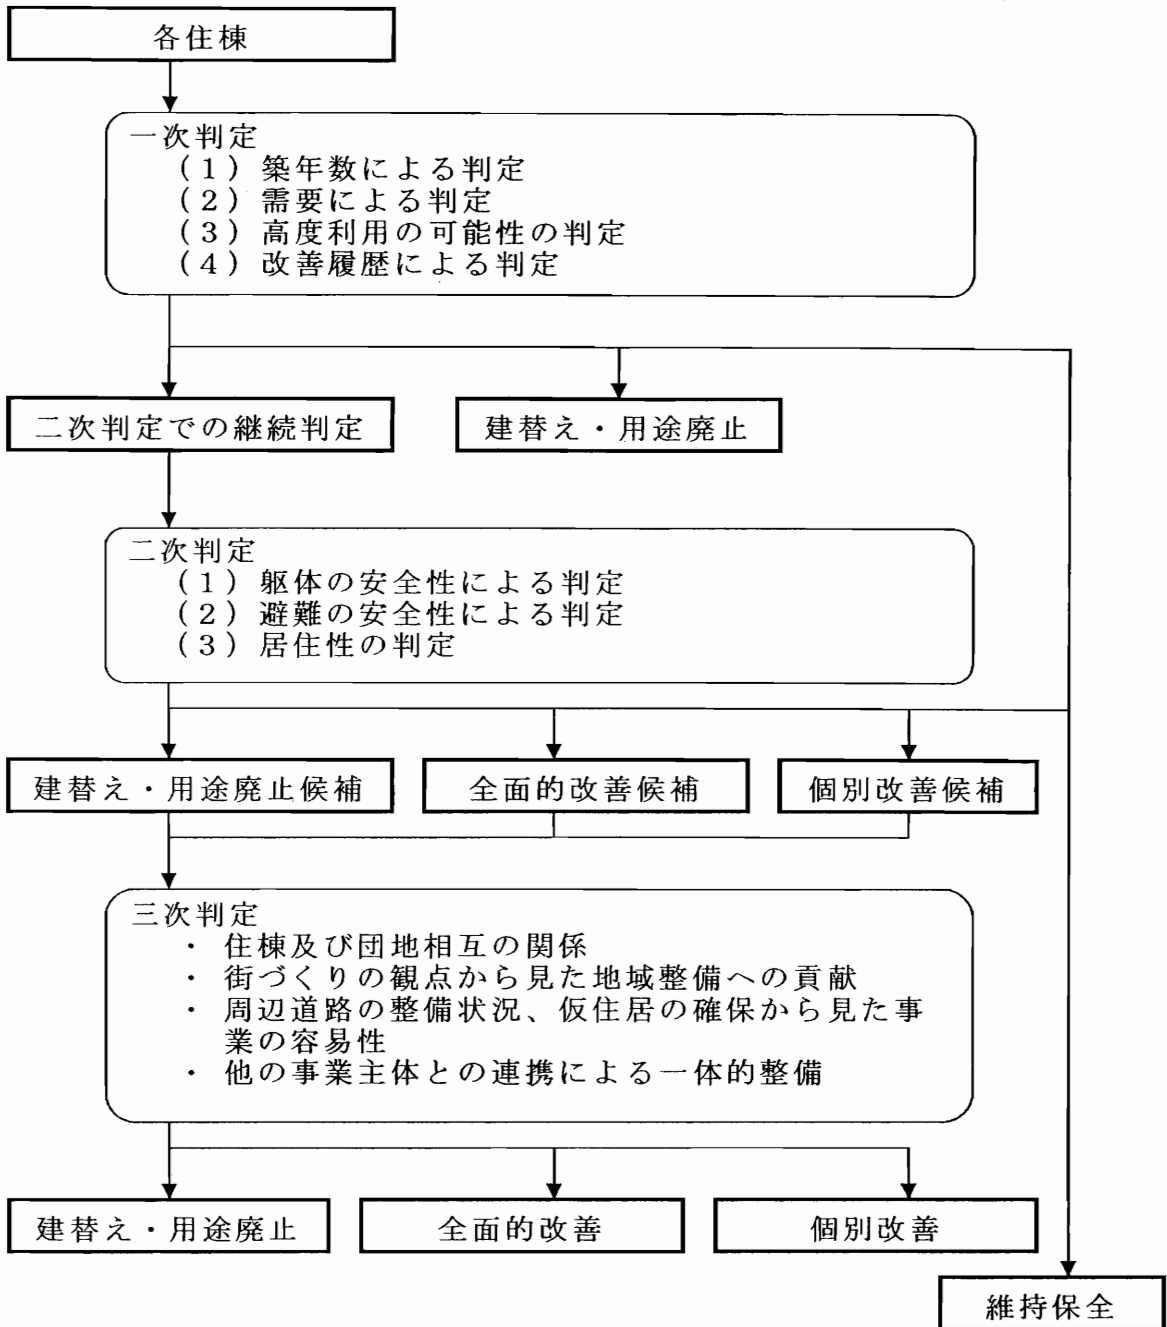 各住棟
一次判定
(1)築年数による判定
(2)需要による判定
(3)高度利用の可能性の判定
(4)改善履歴による判定
二次判定での継続判定
建替え・用途廃止
二次判定
(1)躯体の安全性による判定
(2)避難の安全性による判定
(3)居住性の判定
建替え・用途廃止候補
全面的改善候補
個別改善候補
三次判定
・ 住棟及び団地相互の関係
・ 街づくりの観点から見た地域整備への貢献
・ 周辺道路の整備状況、仮住居の確保から見た事
業の容易性
・ 他の事業主体との連携による一体的整備
建替え・用途廃止
全面的改善
個別改善
維持保全